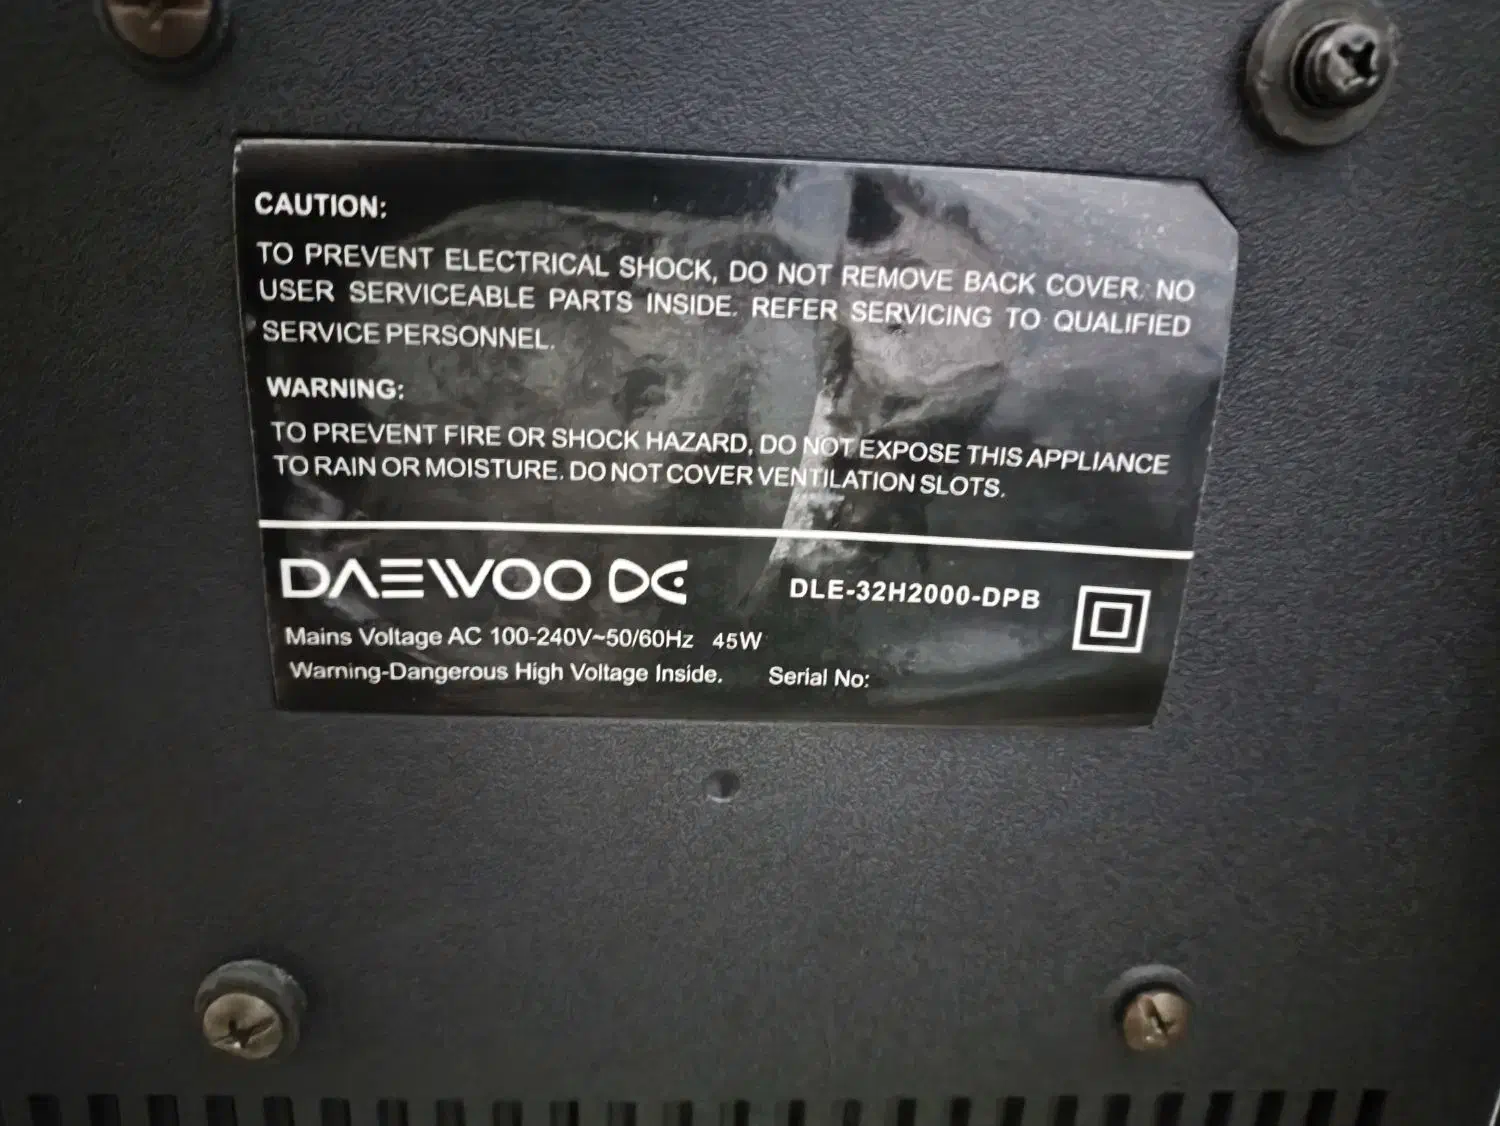 CAUTION:
TO PREVENT ELECTRICAL SHOCK, DO NOT REMOVE BACK COVER. NO
USER SERVICEABLE PARTS INSIDE. REFER SERVICING TO QUALIFIED
SERVICE PERSONNEL.
WARNING:
TO PREVENT FIRE OR SHOCK HAZARD, DO NOT EXPOSE THIS APPLIANCE
TO RAIN OR MOISTURE. DO NOT COVER VENTILATION SLOTS.
DAEWOO DE DLE-32H2000-DPB
Mains Voltage AC 100-240V~50/60Hz 45W
Warning-Dangerous High Voltage Inside. Serial No: